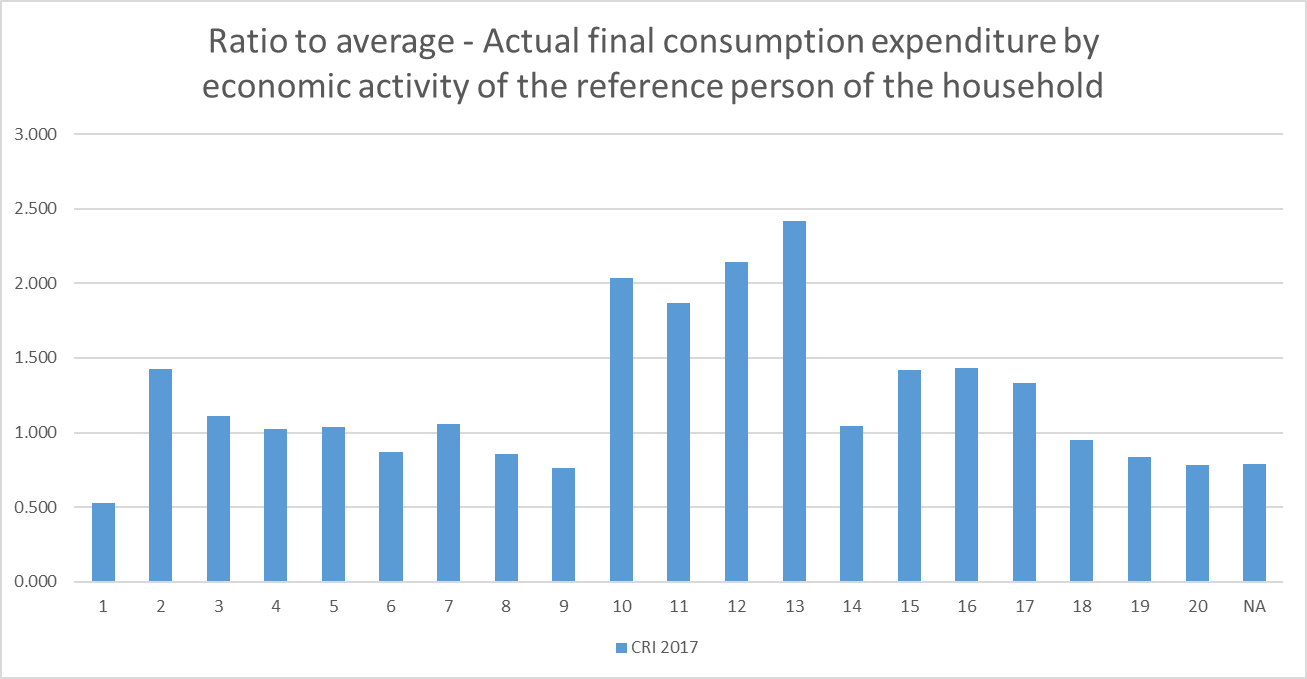 Ratio to average - Actual final consumption expenditure by
economic activity of the reference person of the household
3.000
2.500
2.000
1.500
1.000
0.500
0.000
1 2 3 4 5 6 7 8 9 10 11 12 13 14 15 16 17 18 19 20 NA
CRI 2017